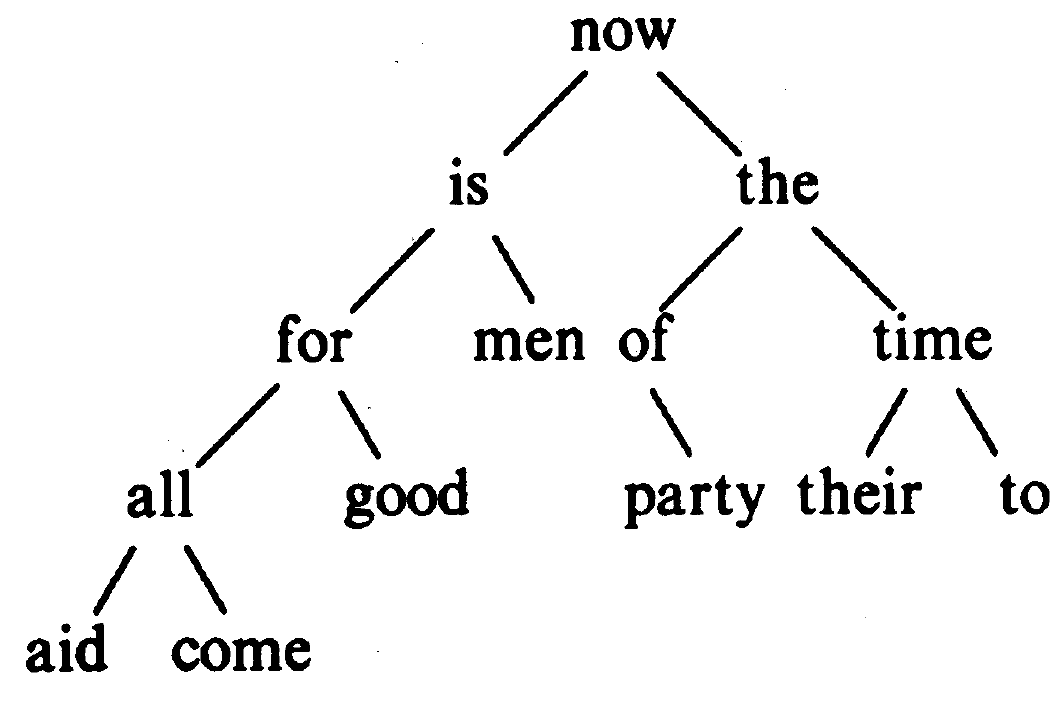 now
is the
for men of time
all good party their to
aid come